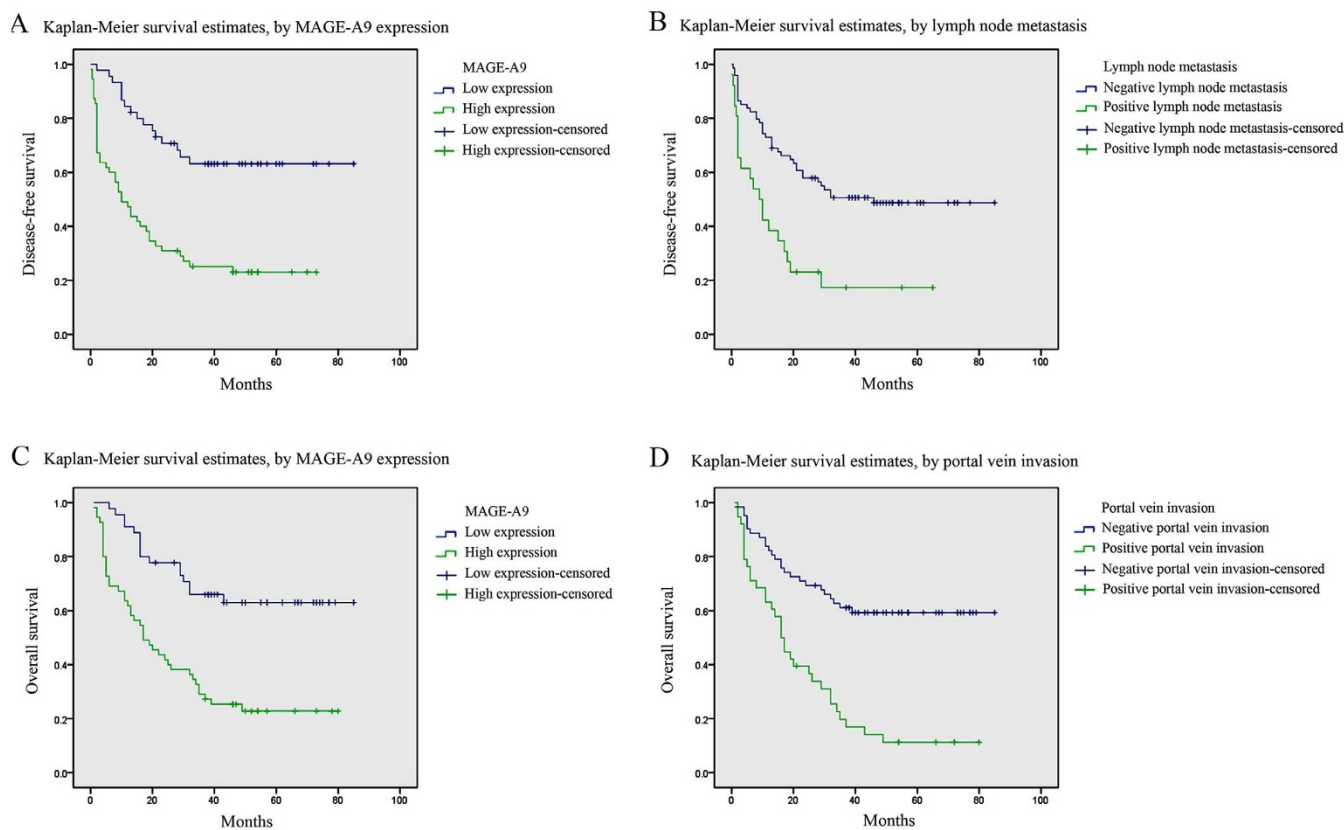 A Kaplan-Meier survival estimates, by MAGE-A9 expression
Disease-free survival
1.0
0.8
0.6
0.4
0.2
0.0
0 20 40 60 80 100
Months
MAGE-A9
Low expression
High expression
Low expression-censored
High expression-censored
B Kaplan-Meier survival estimates, by lymph node metastasis
Disease-free survival
1.0
0.8
0.6
0.4
0.2
0.0
0 20 40 60 80 100
Months
Lymph node metastasis
Negative lymph node metastasis
Positive lymph node metastasis
Negative lymph node metastasis-censored
Positive lymph node metastasis-censored
C Kaplan-Meier survival estimates, by MAGE-A9 expression
Overall survival
1.0
0.8
0.6
0.4
0.2
0.0
0 20 40 60 80 100
Months
MAGE-A9
Low expression
High expression
Low expression-censored
High expression-censored
D Kaplan-Meier survival estimates, by portal vein invasion
Overall survival
1.0
0.8
0.6
0.4
0.2
0.0
0 20 40 60 80 100
Months
Portal vein invasion
Negative portal vein invasion
Positive portal vein invasion
Negative portal vein invasion-censored
Positive portal vein invasion-censored